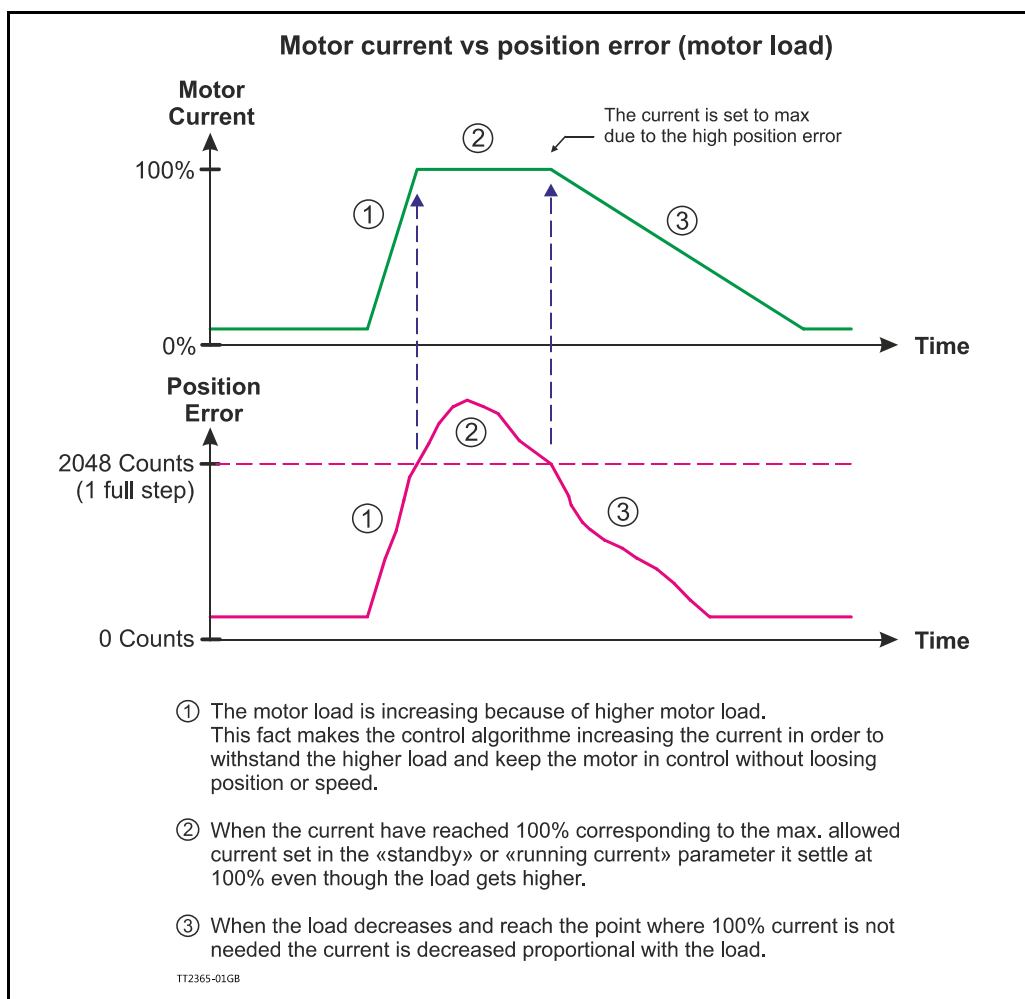 Motor current vs position error (motor load)
Motor
Current
The current is set to max
due to the high position error
②
100%
①
③
0%
Time
Position
Error
②
2048 Counts
(1 full step)
①
③
0 Counts
Time
① The motor load is increasing because of higher motor load.
This fact makes the control algorithme increasing the current in order to
withstand the higher load and keep the motor in control without loosing
position or speed.
② When the current have reached 100% corresponding to the max. allowed
current set in the «standby» or «running current» parameter it settle at
100% even though the load gets higher.
③ When the load decreases and reach the point where 100% current is not
needed the current is decreased proportional with the load.
TT2365-01GB